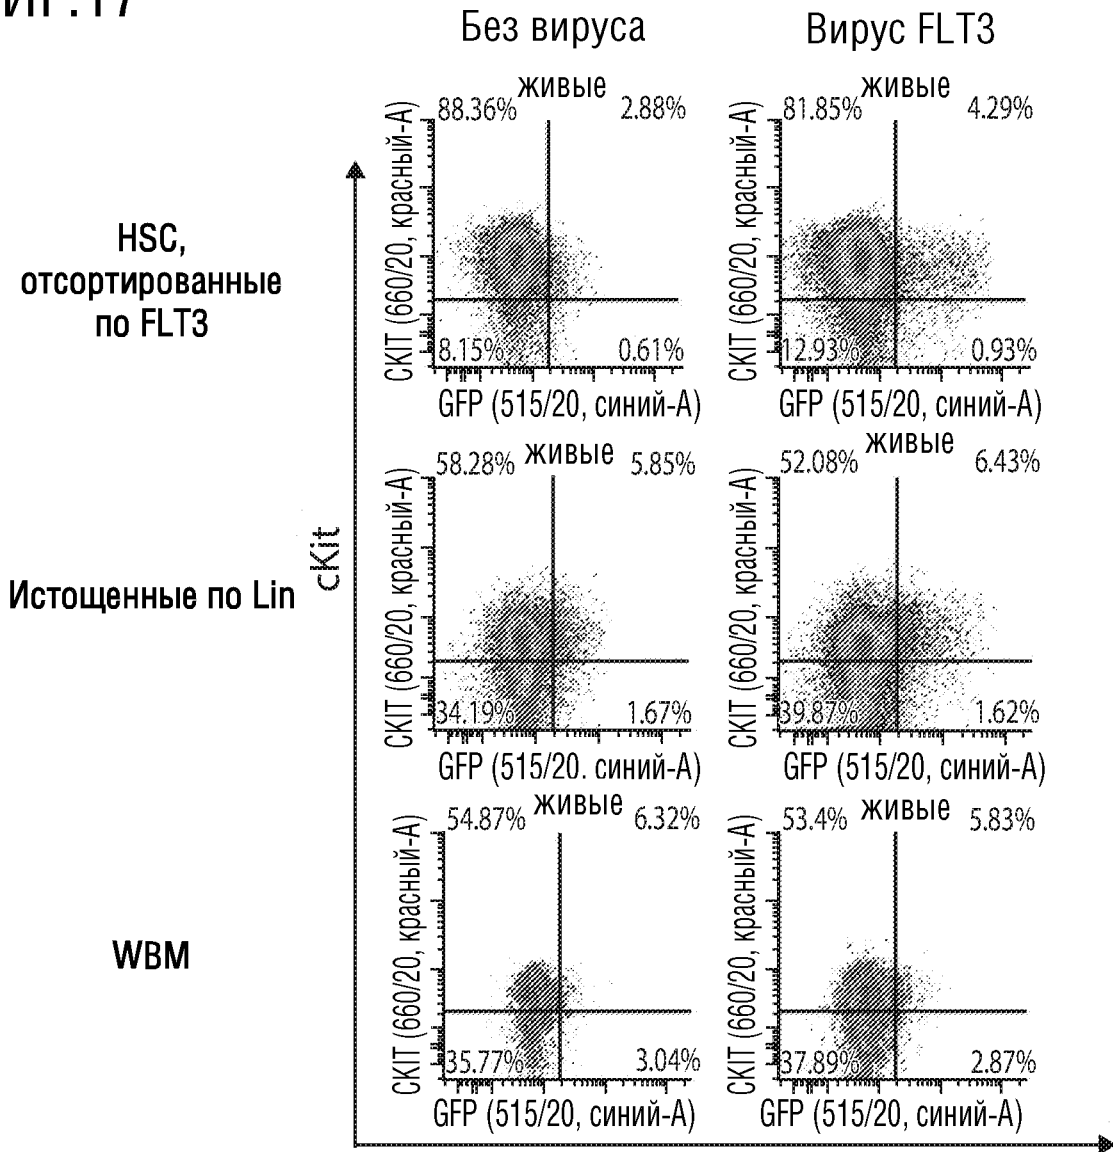 ИГ.17
Без вируса
Вирус FLT3
живые
88.36% 2.88%
CKIT (660/20, красный-А)
8.15% 0.61%
GFP (515/20, синий-А)
живые
81.85% 4.29%
CKIT (660/20, красный-А)
12.93% 0.93%
GFP (515/20, синий-А)
HSC,
отсортированные
по FLT3
живые
58.28% 5.85%
CKIT (660/20, красный-А)
34.19% 1.67%
GFP (515/20. синий-А)
живые
52.08% 6.43%
CKIT (660/20, красный-А)
39.87% 1.62%
GFP (515/20, синий-А)
cKit
Истощенные по Lin
живые
54.87% 6.32%
CKIT (660/20, красный-А)
35.77% 3.04%
GFP (515/20, синий-А)
живые
53.4% 5.83%
CKIT (660/20, красный-А)
37.89% 2.87%
GFP (515/20, синий-А)
WBM